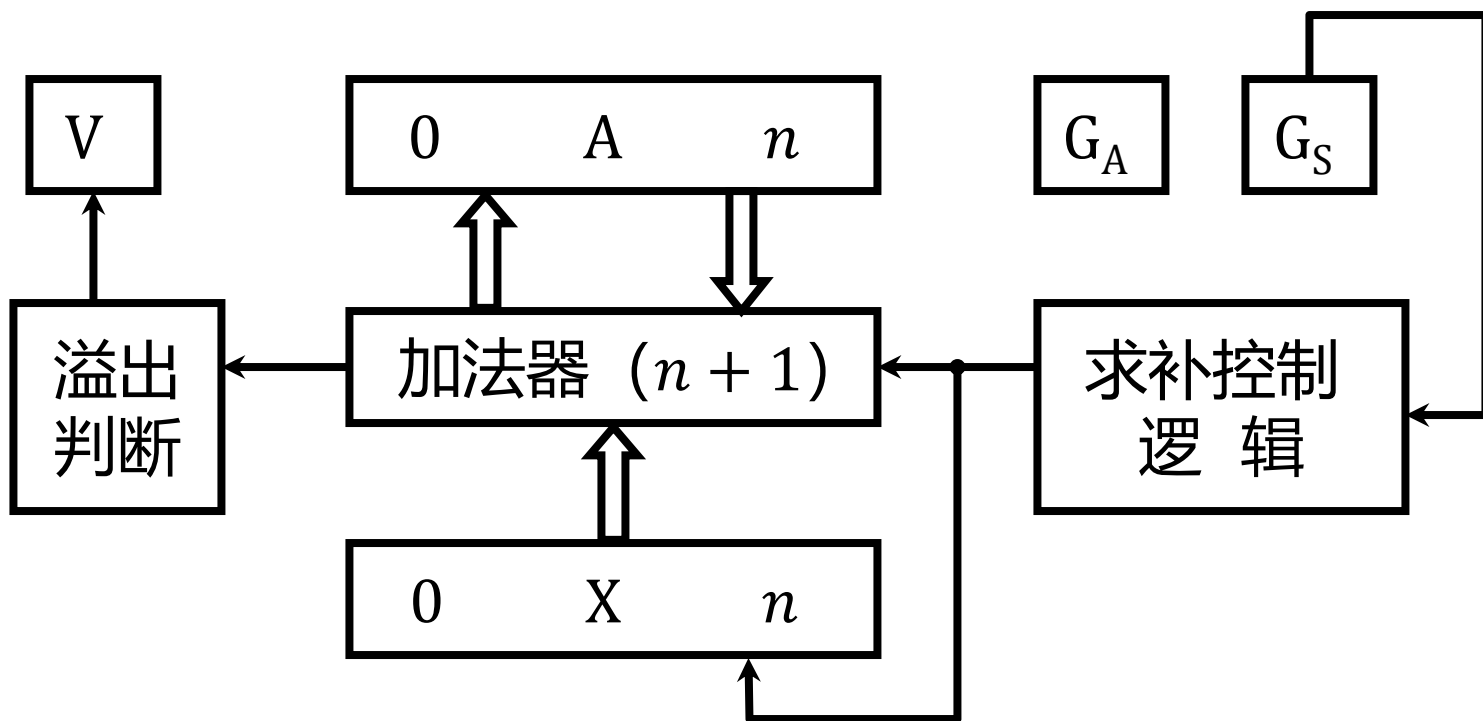 V
0 A n
G_A
G_S
溢出
判断
加法器 (n + 1)
求补控制
逻 辑
0 X n